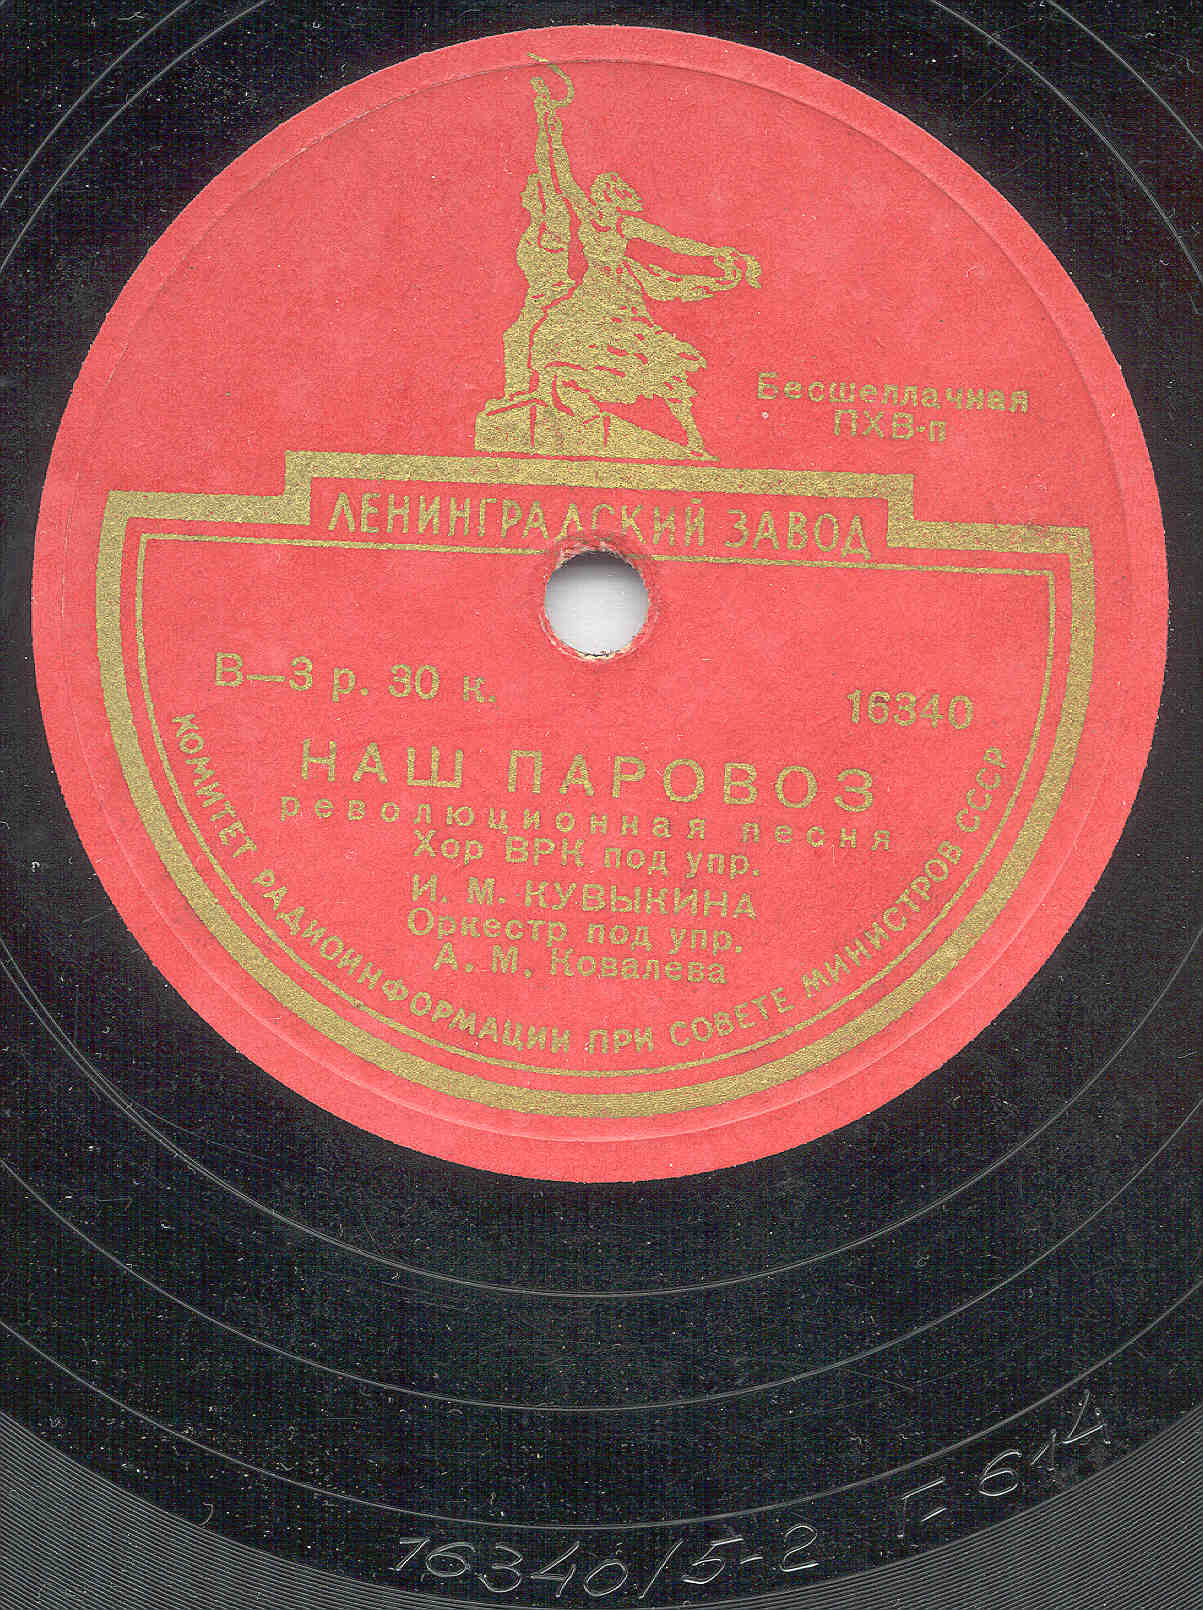 Бесшеллачная
ПХВ-п
ЛЕНИНГРАДСКИЙ ЗАВОД
В—3 р. 30 к.
16340
НАШ ПАРОВОЗ
революционная песня
Хор ВРК под упр.
И. М. КУВЫКИНА
Оркестр под упр.
А. М. Ковалева
КОМИТЕТ РАДИОИНФОРМАЦИИ ПРИ СОВЕТЕ МИНИСТРОВ СССР
16340/5-2